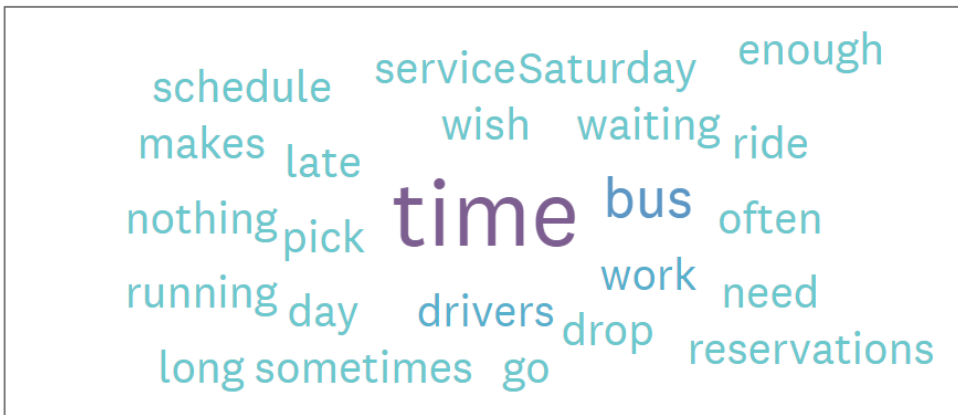 enough
serviceSaturday
schedule
wish waiting
makes ride
late
time bus
nothing often
pick
work
running need
day drivers
drop
reservations
long sometimes go